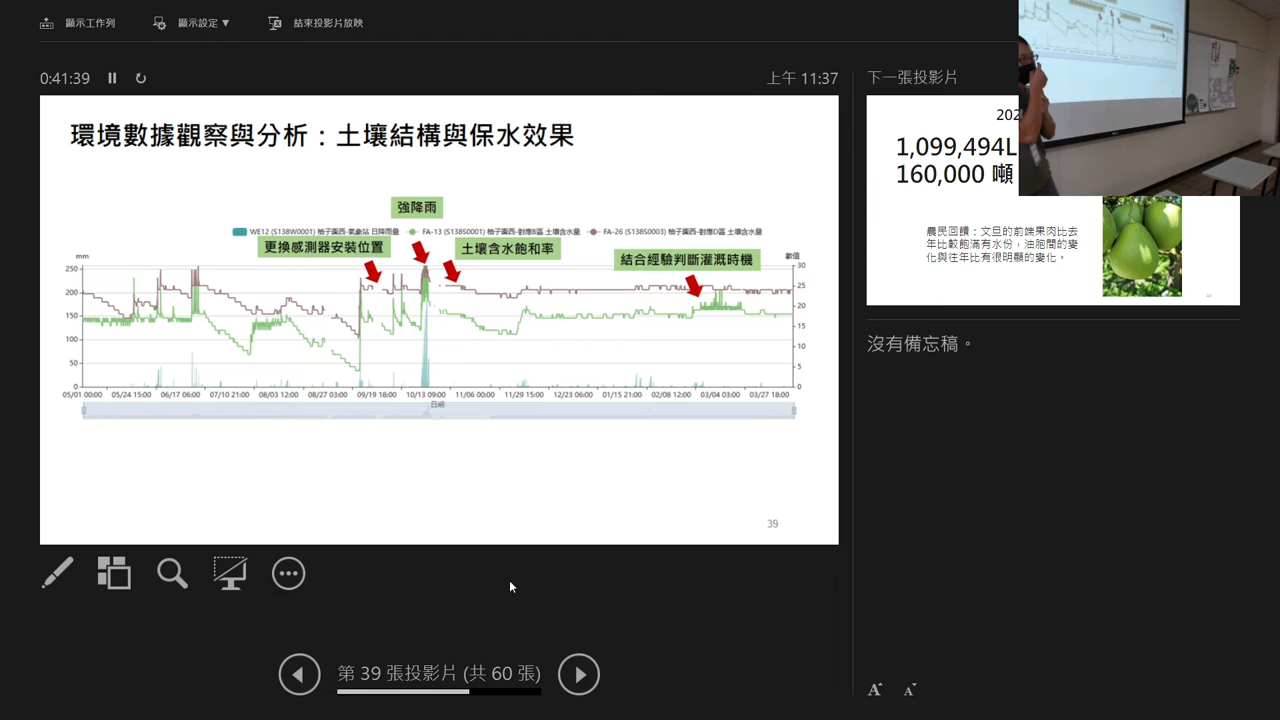 顯示工作列
顯示設定 ▼
結束投影片放映
0:41:39
上午 11:37
環境數據觀察與分析：土壤結構與保水效果
強降雨
WE12 (S138W0001) 柚子園西-氣象站 日降雨量
FA-13 (S138S0001) 柚子園西-對應B區 土壤含水量
FA-26 (S138S0003) 柚子園西-對應D區 土壤含水量
更換感測器安裝位置
土壤含水飽和率
結合經驗判斷灌溉時機
mm
數值
250
200
150
100
50
0
30
25
20
15
10
5
0
05/01 00:00
05/24 15:00
06/17 06:00
07/10 21:00
08/03 12:00
08/27 03:00
09/19 18:00
10/13 09:00
11/06 00:00
11/29 15:00
12/23 06:00
01/15 21:00
02/08 12:00
03/04 03:00
03/27 18:00
日期
39
第 39 張投影片 (共 60 張)
下一張投影片
202
1,099,494L
160,000 噸
農民回饋：文旦的前端果肉比去
年比較飽滿有水份，油胞間的變
化與往年比有很明顯的變化。
40
沒有備忘稿。
A
A